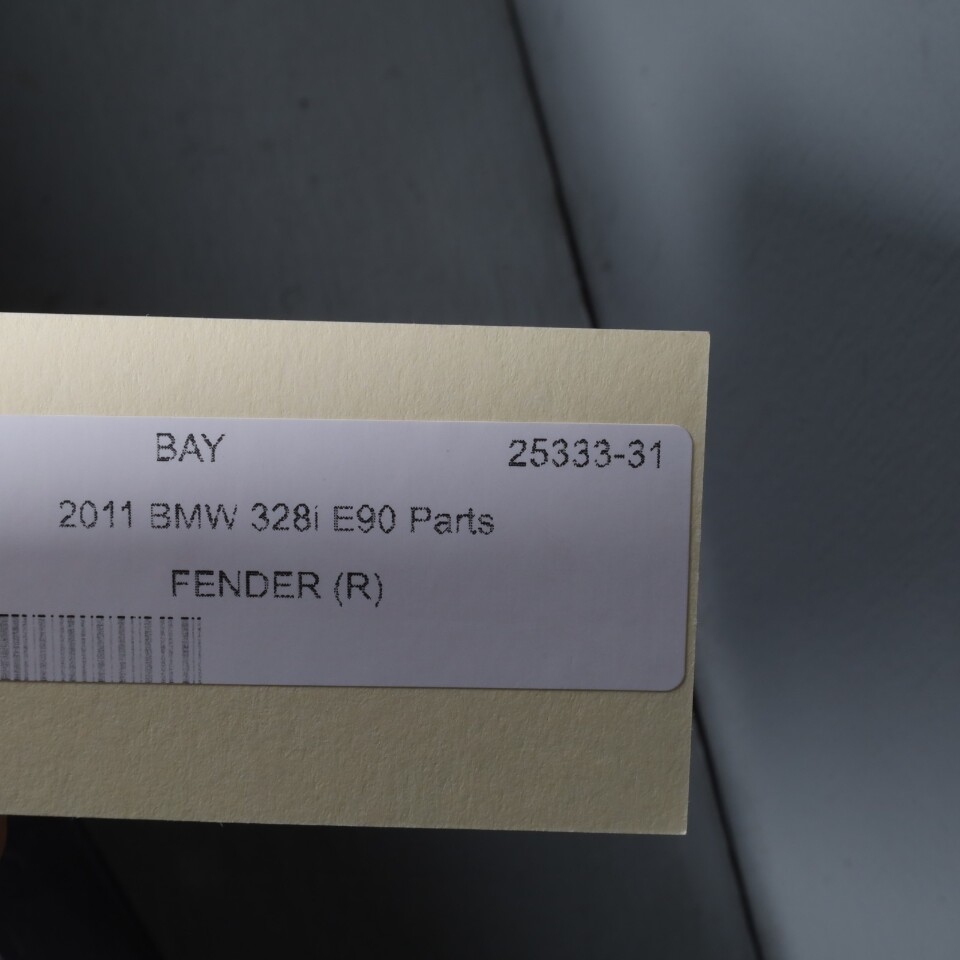 BAY 25333-31
2011 BMW 328i E90 Parts
FENDER (R)